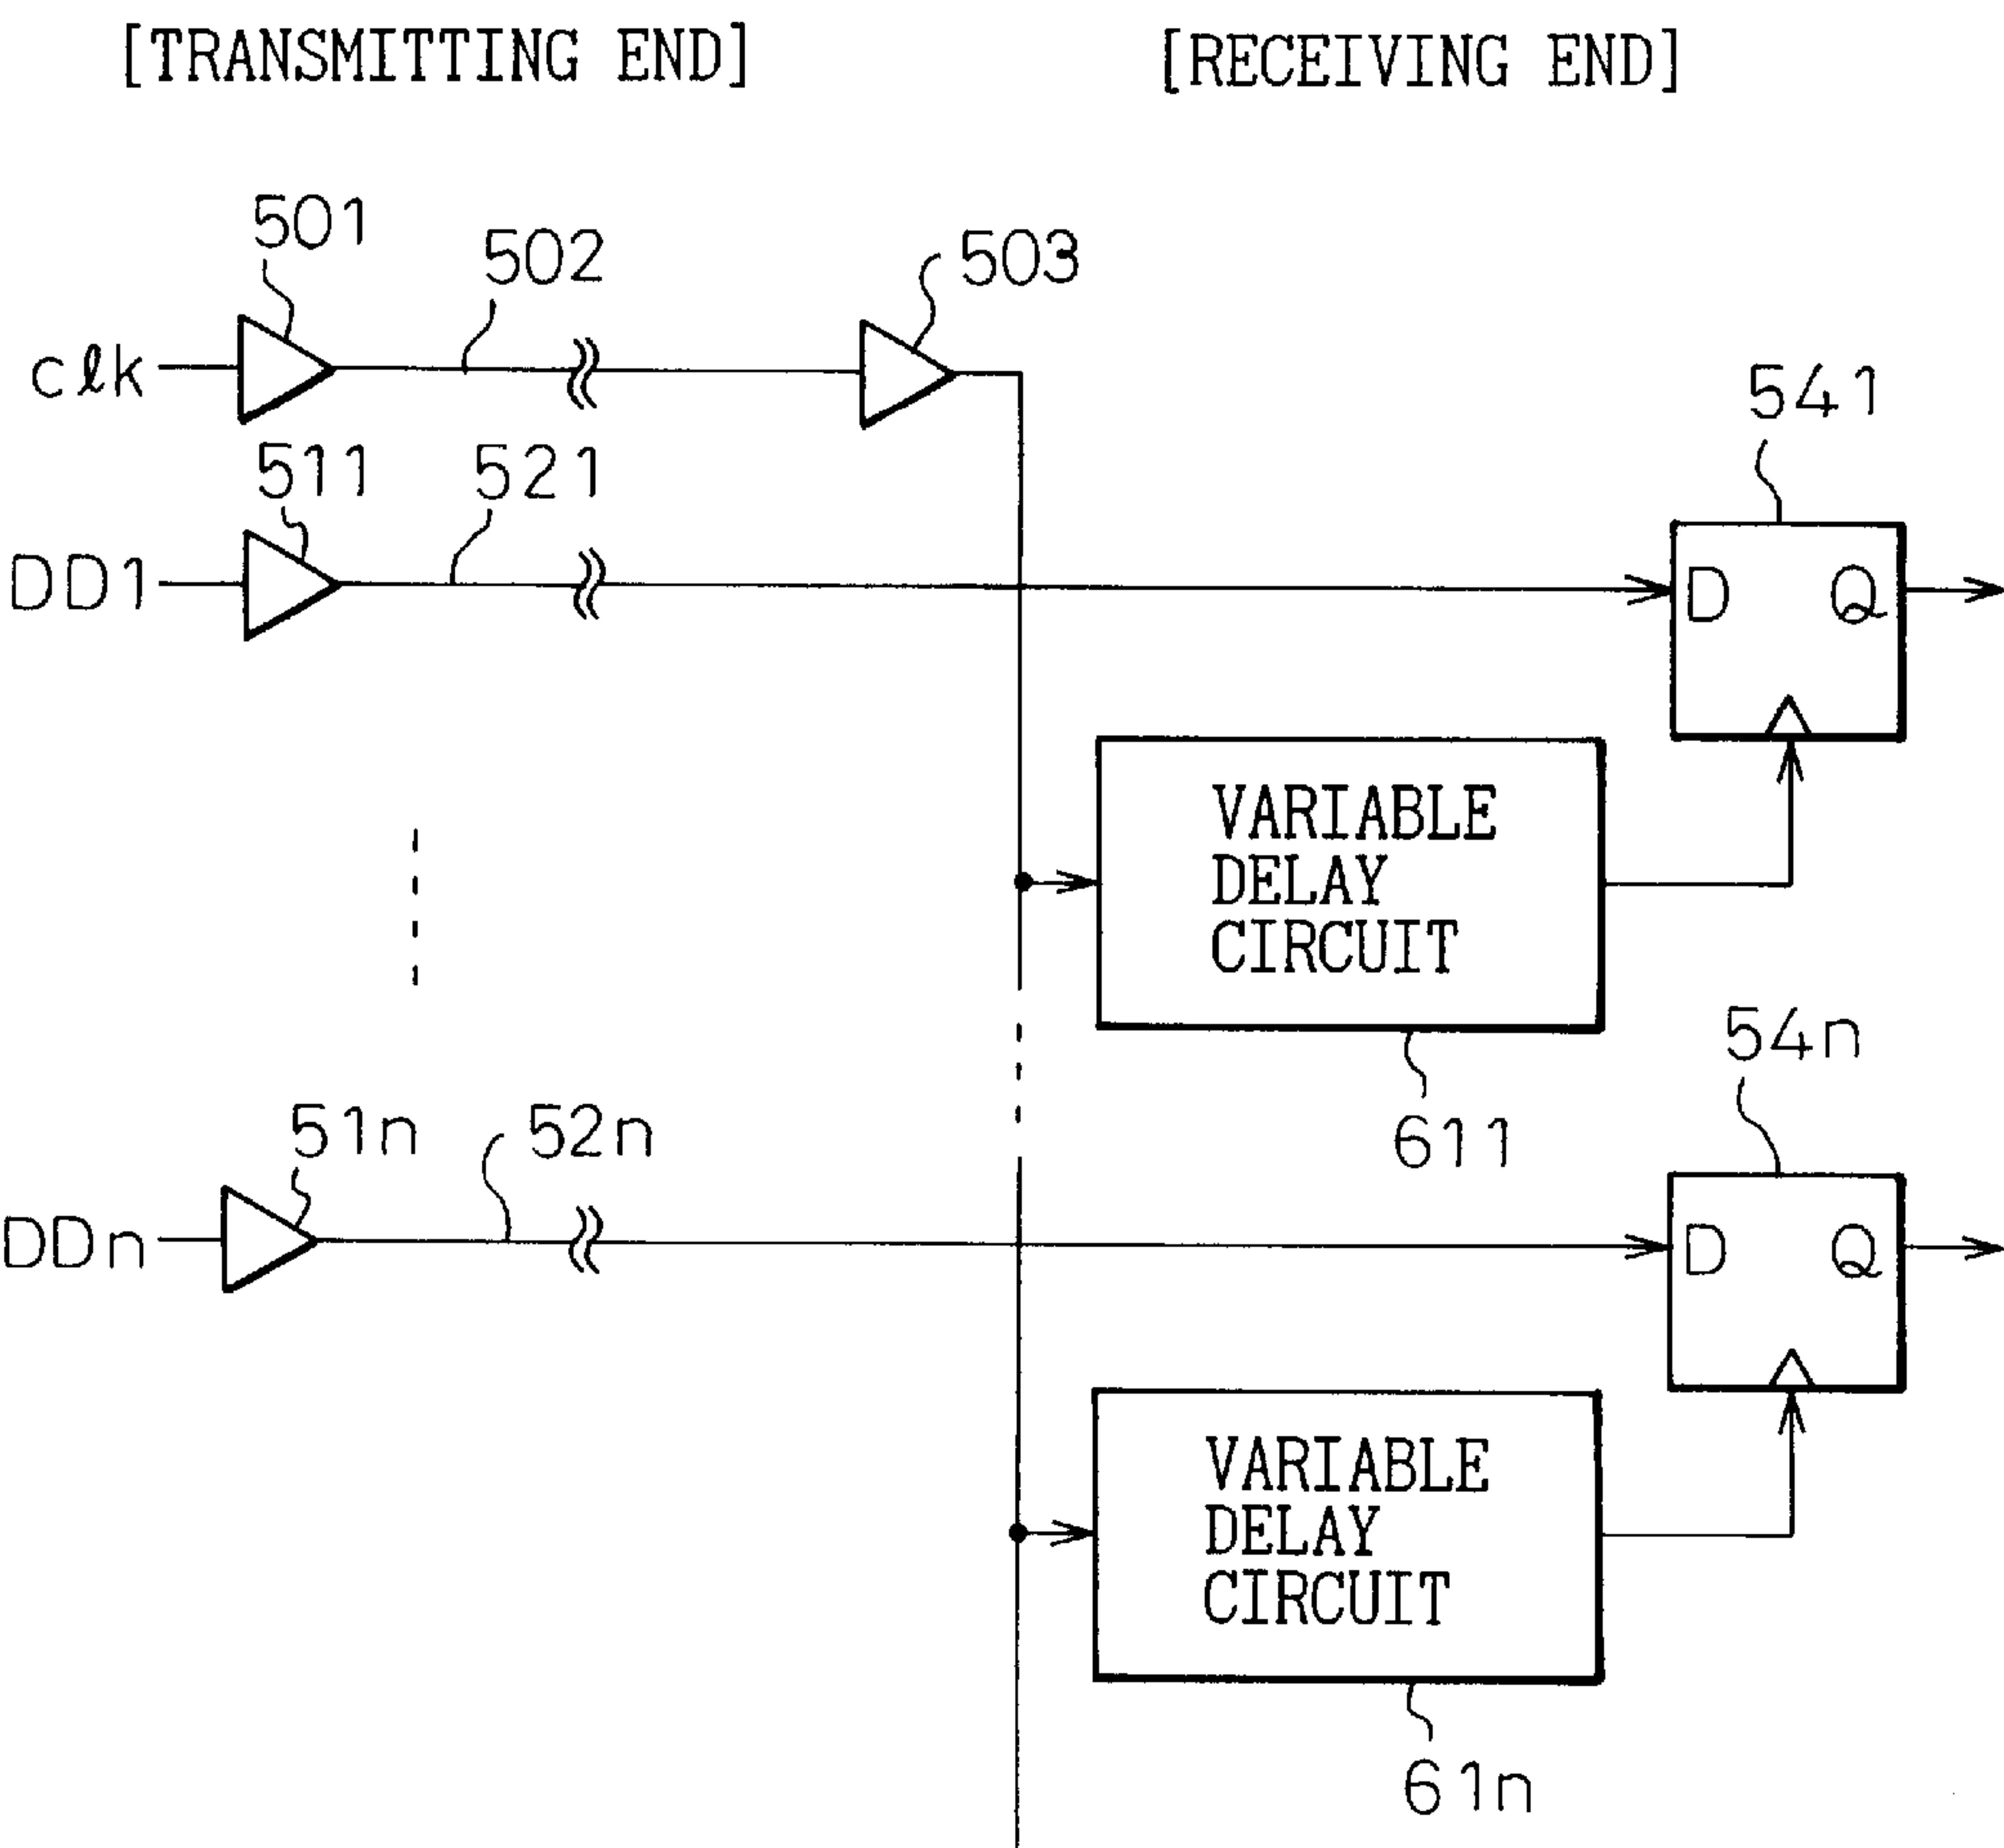 [TRANSMITTING END]
[RECEIVING END]
501
502
503
clk
541
511
521
DD1
D Q
VARIABLE
DELAY
CIRCUIT
54n
611
51n
52n
DDn
D Q
VARIABLE
DELAY
CIRCUIT
61n